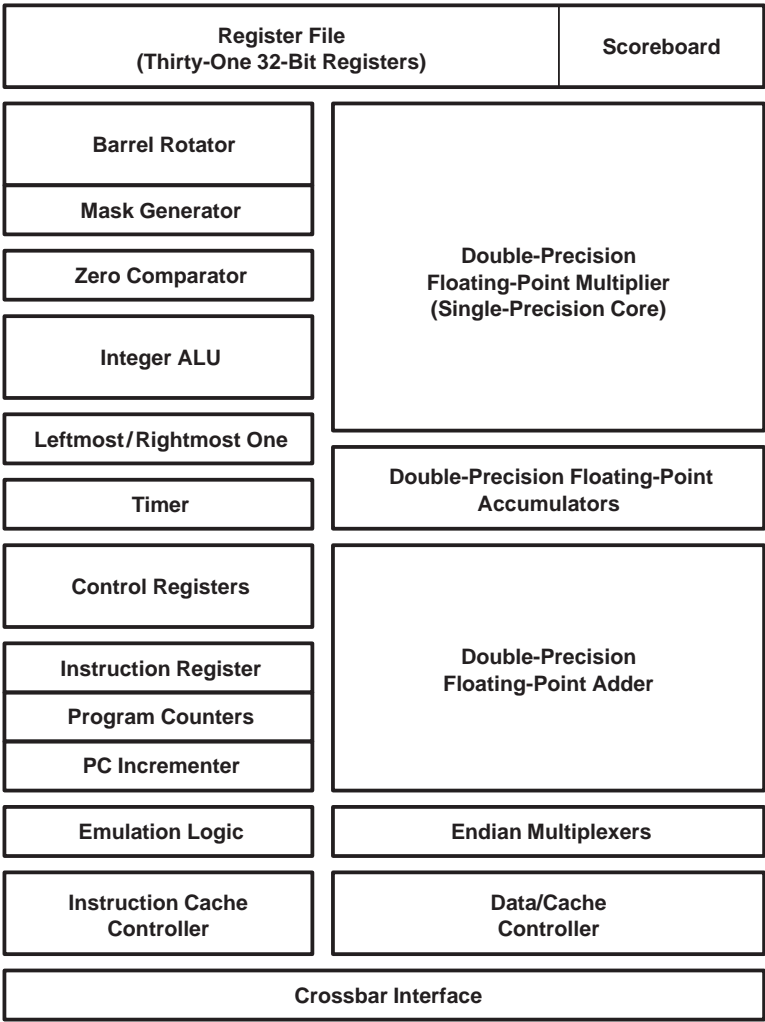 Register File
(Thirty-One 32-Bit Registers)
Scoreboard
Barrel Rotator
Mask Generator
Zero Comparator
Integer ALU
Leftmost/Rightmost One
Timer
Control Registers
Instruction Register
Program Counters
PC Incrementer
Emulation Logic
Instruction Cache
Controller
Double-Precision
Floating-Point Multiplier
(Single-Precision Core)
Double-Precision Floating-Point
Accumulators
Double-Precision
Floating-Point Adder
Endian Multiplexers
Data/Cache
Controller
Crossbar Interface